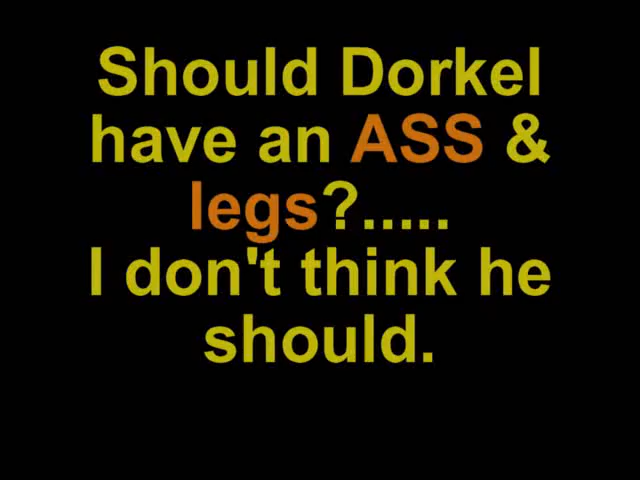 Should Dorkel
have an ASS &
legs?.....
I don't think he
should.